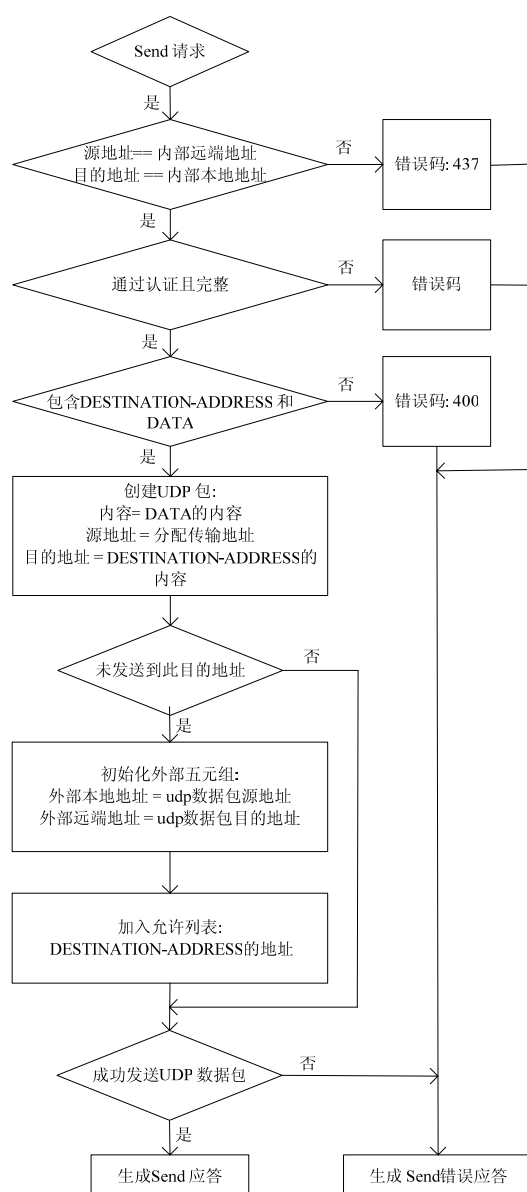 Send 请求
是
源地址== 内部远端地址
目的地址 == 内部本地地址
否
错误码: 437
是
通过认证且完整
否
错误码
是
包含DESTINATION-ADDRESS 和
DATA
否
错误码: 400
是
创建UDP 包:
内容= DATA的内容
源地址 = 分配传输地址
目的地址 = DESTINATION-ADDRESS的
内容
未发送到此目的地址
否
是
初始化外部五元组:
外部本地地址 = udp数据包源地址
外部远端地址 = udp数据包目的地址
加入允许列表:
DESTINATION-ADDRESS的地址
成功发送UDP 数据包
否
是
生成Send 应答
生成 Send错误应答